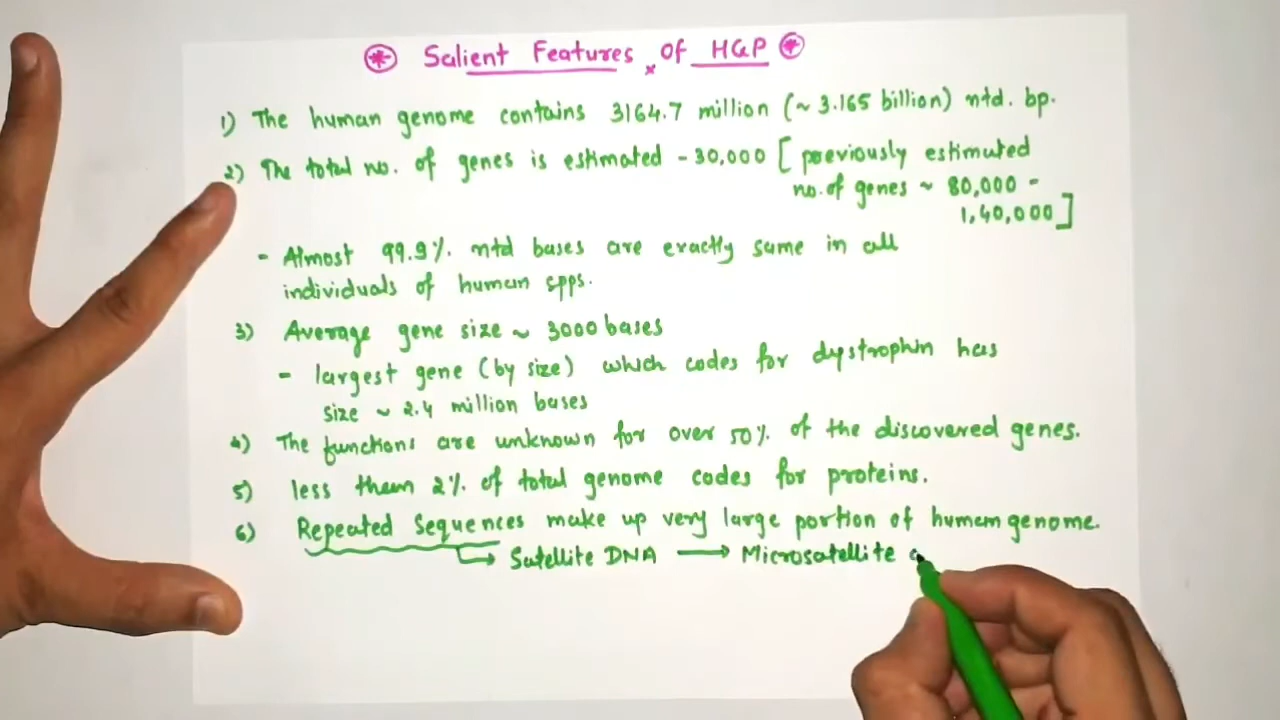 Salient Features of HGP
1) The human genome contains 3164.7 million (~ 3.165 billion) ntd. bp.
2) The total no. of genes is estimated - 30,000 [ previously estimated
no. of genes ~ 80,000 -
1,40,000 ]
- Almost 99.9%. ntd bases are exactly same in all
individuals of human spps.
3) Average gene size ~ 3000 bases
- largest gene (by size) which codes for dystrophin has
size ~ 2.4 million bases
4) The functions are unknown for over 50% of the discovered genes.
5) less than 2% of total genome codes for proteins.
6) Repeated Sequences make up very large portion of human genome.
Satellite DNA → Microsatellite